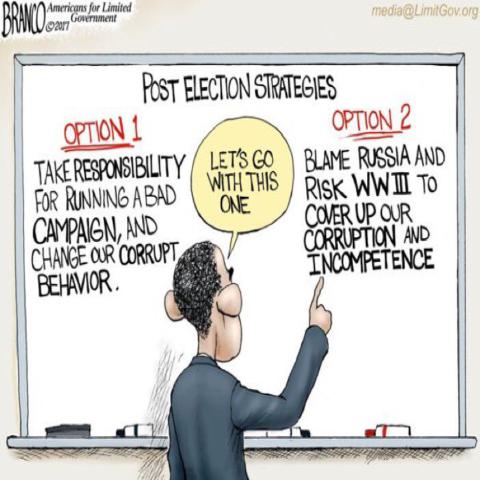 BRANCO
©2017
Americans for Limited
Government
media@LimitGov.org
POST ELECTION STRATEGIES
OPTION 1
TAKE RESPONSIBILITY
FOR RUNNING A BAD
CAMPAIGN, AND
CHANGE OUR CORRUPT
BEHAVIOR.
LET'S GO
WITH THIS
ONE
OPTION 2
BLAME RUSSIA AND
RISK WW III TO
COVER UP OUR
CORRUPTION AND
INCOMPETENCE